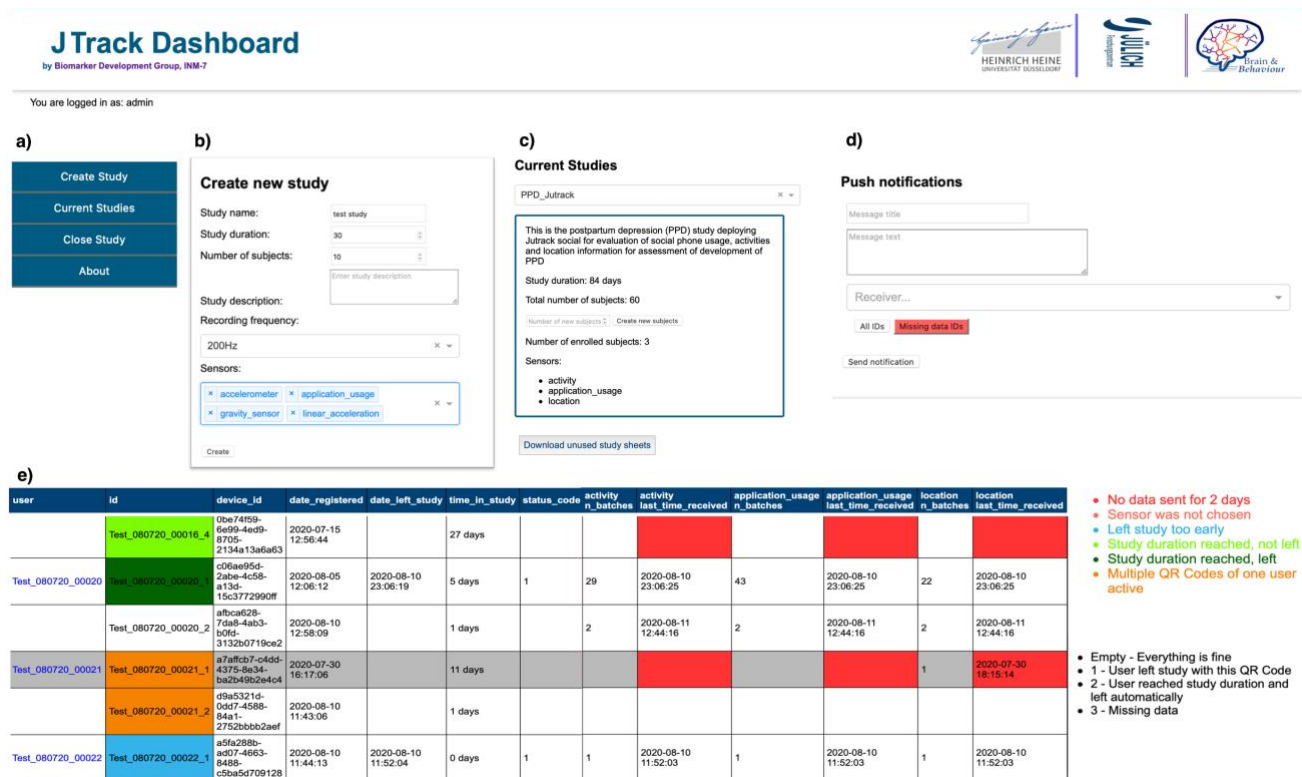 JTrack Dashboard
by Biomarker Development Group, INM-7
HEINRICH HEINE
UNIVERSITÄT DÜSSELDORF
JÜLICH
Forschungszentrum
Brain &
Behaviour
You are logged in as: admin
a)
Create Study
Current Studies
Close Study
About
b)
Create new study
Study name:
test study
Study duration:
30
Number of subjects:
10
Enter study description
Study description:
Recording frequency:
200Hz
Sensors:
× accelerometer × application_usage
× gravity_sensor × linear_acceleration
Create
c)
Current Studies
PPD_Jutrack
This is the postpartum depression (PPD) study deploying
Jutrack social for evaluation of social phone usage, activities
and location information for assessment of development of
PPD
Study duration: 84 days
Total number of subjects: 60
Number of new subjects Create new subjects
Number of enrolled subjects: 3
Sensors:
• activity
• application_usage
• location
Download unused study sheets
d)
Push notifications
Message title
Message text
Receiver...
All IDs Missing data IDs
Send notification
e)
user id device_id date_registered date_left_study time_in_study status_code activity n_batches activity last_time_received application_usage n_batches application_usage last_time_received location n_batches location last_time_received
Test_080720_00016_4 0be74f59-6e99-4ed9-8705-2134a13a6a63 2020-07-15 12:56:44 27 days
Test_080720_00020 Test_080720_00020_1 c06ae95d-2abe-4c58-a13d-15c3772990ff 2020-08-05 12:06:12 2020-08-10 23:06:19 5 days 1 29 2020-08-10 23:06:25 43 2020-08-10 23:06:25 22 2020-08-10 23:06:25
Test_080720_00020_2 afbca628-7da8-4ab3-b0fd-3132b0719ce2 2020-08-10 12:58:09 1 days 2 2020-08-11 12:44:16 2 2020-08-11 12:44:16 2 2020-08-11 12:44:16
Test_080720_00021 Test_080720_00021_1 a7affcb7-c4dd-4375-8e34-ba2b49b2e4c4 2020-07-30 16:17:06 11 days 1 2020-07-30 18:15:14
Test_080720_00021_2 d9a5321d-0dd7-4588-84a1-2752bbbb2aef 2020-08-10 11:43:06 1 days
Test_080720_00022 Test_080720_00022_1 a5fa288b-ad07-4663-8488-c5ba5d709128 2020-08-10 11:44:13 2020-08-10 11:52:04 0 days 1 1 2020-08-10 11:52:03 1 2020-08-10 11:52:03 1 2020-08-10 11:52:03
• No data sent for 2 days
• Sensor was not chosen
• Left study too early
• Study duration reached, not left
• Study duration reached, left
• Multiple QR Codes of one user
active
• Empty - Everything is fine
• 1 - User left study with this QR Code
• 2 - User reached study duration and
left automatically
• 3 - Missing data